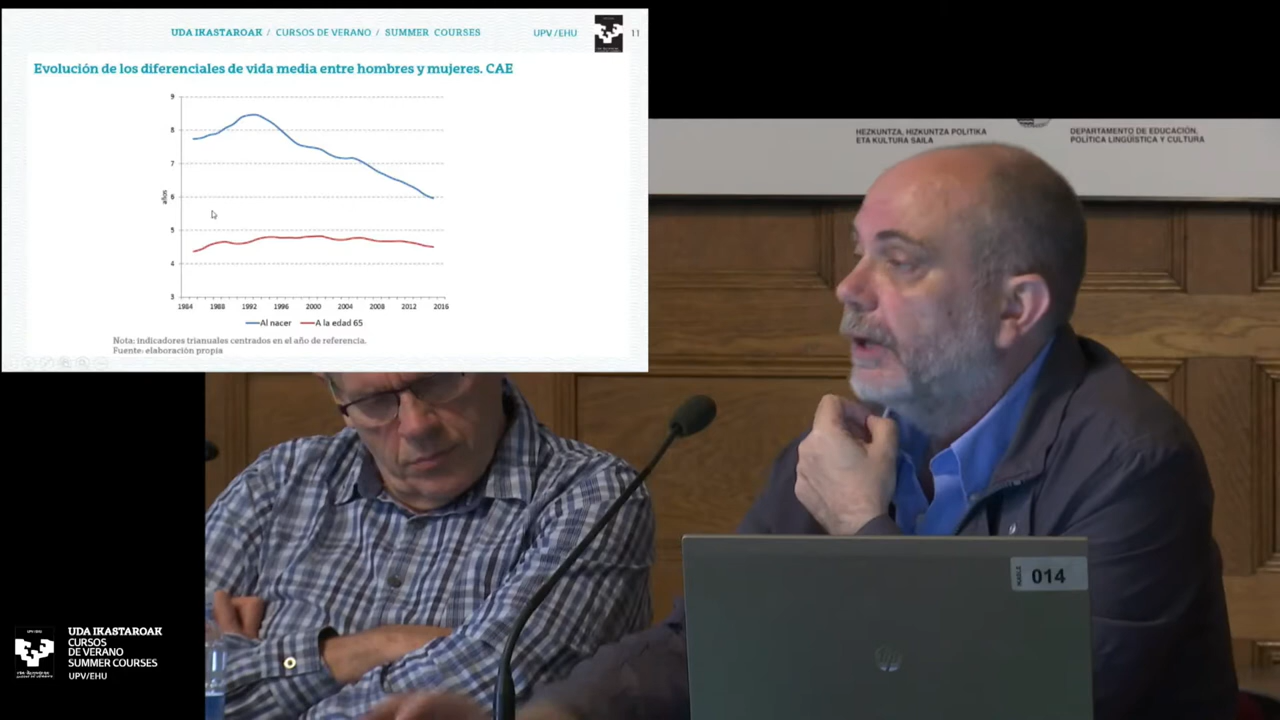 UDA IKASTAROAK / CURSOS DE VERANO / SUMMER COURSES
UPV/EHU
11
Evolución de los diferenciales de vida media entre hombres y mujeres. CAE
9
8
7
6
5
4
3
años
1984 1988 1992 1996 2000 2004 2008 2012 2016
Al nacer A la edad 65
Nota: indicadores trianuales centrados en el año de referencia.
Fuente: elaboración propia
HEZKUNTZA, HIZKUNTZA POLITIKA
ETA KULTURA SAILA
DEPARTAMENTO DE EDUCACIÓN,
POLÍTICA LINGÜÍSTICA Y CULTURA
014
hp
UDA IKASTAROAK
CURSOS
DE VERANO
SUMMER COURSES
UPV/EHU